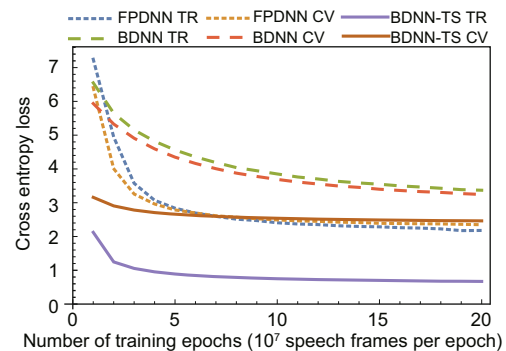 FPDNN TR FPDNN CV BDNN-TS TR
BDNN TR BDNN CV BDNN-TS CV
7
6
5
4
3
2
1
0
Cross entropy loss
0 5 10 15 20
Number of training epochs (10⁷ speech frames per epoch)